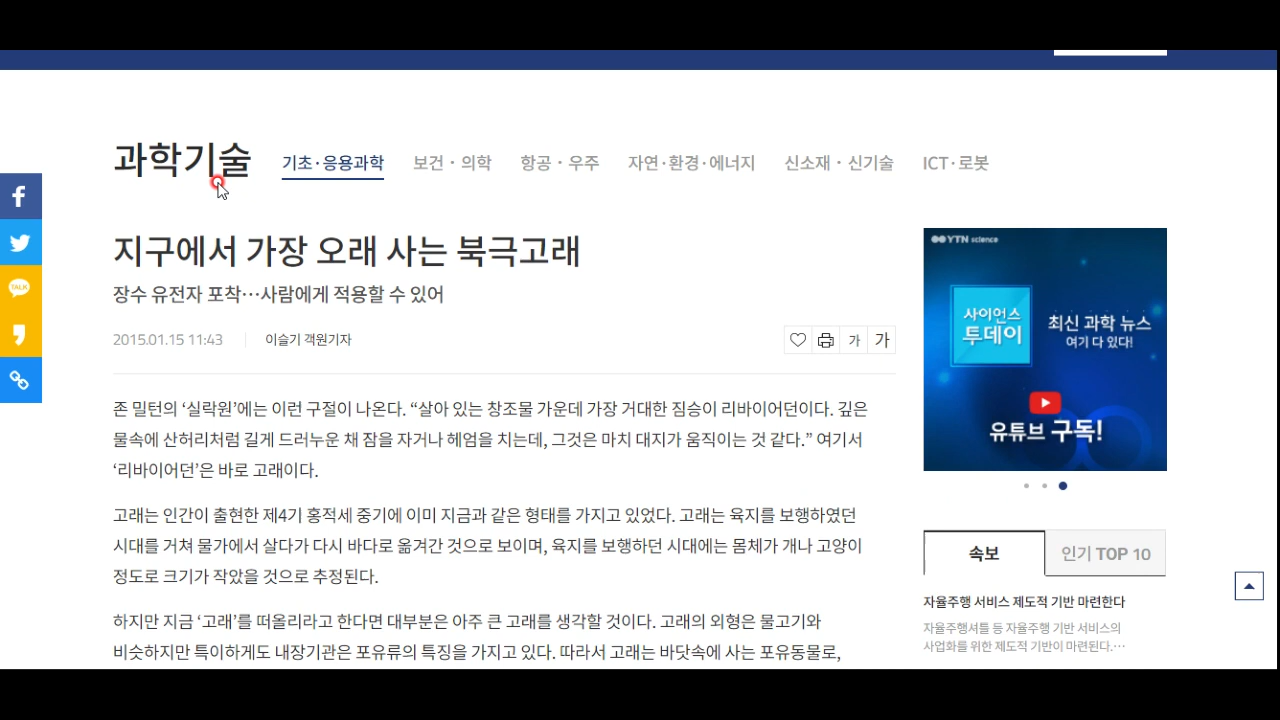 과학기술
기초·응용과학 보건·의학 항공·우주 자연·환경·에너지 신소재·신기술 ICT·로봇
지구에서 가장 오래 사는 북극고래
장수 유전자 포착…사람에게 적용할 수 있어
2015.01.15 11:43 이슬기 객원기자
가 가
존 밀턴의 ‘실락원’에는 이런 구절이 나온다. “살아 있는 창조물 가운데 가장 거대한 짐승이 리바이어던이다. 깊은
물속에 산허리처럼 길게 드러누운 채 잠을 자거나 헤엄을 치는데, 그것은 마치 대지가 움직이는 것 같다.” 여기서
‘리바이어던’은 바로 고래이다.
고래는 인간이 출현한 제4기 홍적세 중기에 이미 지금과 같은 형태를 가지고 있었다. 고래는 육지를 보행하였던
시대를 거쳐 물가에서 살다가 다시 바다로 옮겨간 것으로 보이며, 육지를 보행하던 시대에는 몸체가 개나 고양이
정도로 크기가 작았을 것으로 추정된다.
하지만 지금 ‘고래’를 떠올리라고 한다면 대부분은 아주 큰 고래를 생각할 것이다. 고래의 외형은 물고기와
비슷하지만 특이하게도 내장기관은 포유류의 특징을 가지고 있다. 따라서 고래는 바닷속에 사는 포유동물로,
TALK
YTN science
사이언스
투데이
최신 과학 뉴스
여기 다 있다!
유튜브 구독!
속보 인기 TOP 10
자율주행 서비스 제도적 기반 마련한다
자율주행셔틀 등 자율주행 기반 서비스의
사업화를 위한 제도적 기반이 마련된다.…